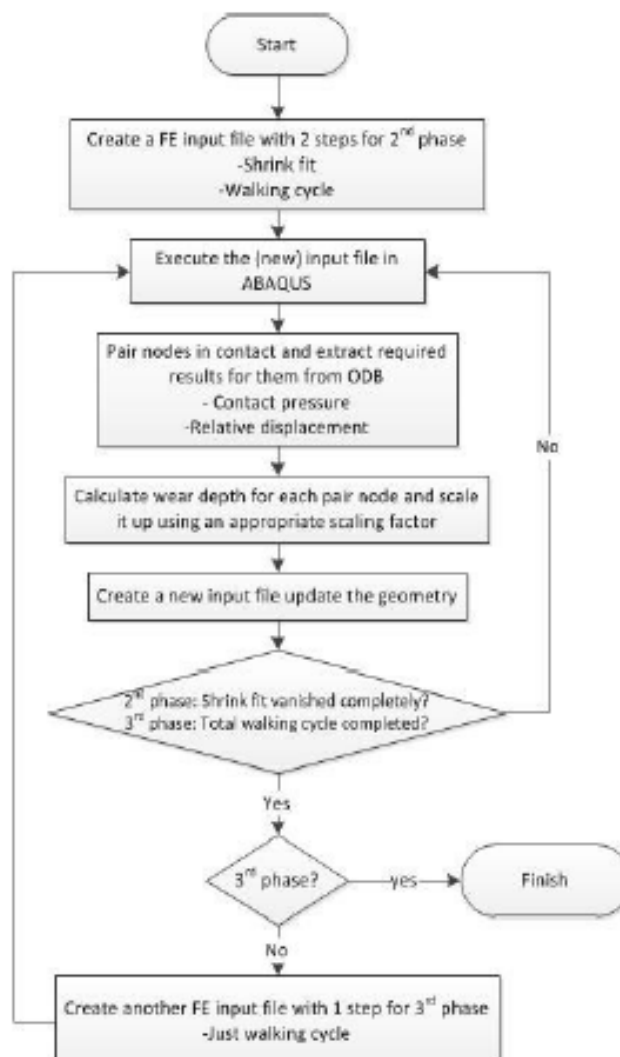 Start
Create a FE input file with 2 steps for 2nd phase
-Shrink fit
-Walking cycle
Execute the (new) input file in
ABAQUS
Pair nodes in contact and extract required
results for them from ODB
- Contact pressure
-Relative displacement
No
Calculate wear depth for each pair node and scale
it up using an appropriate scaling factor
Create a new input file update the geometry
2nd phase: Shrink fit vanished completely?
3rd phase: Total walking cycle completed?
Yes
3rd phase?
yes
Finish
No
Create another FE input file with 1 step for 3rd phase
-Just walking cycle